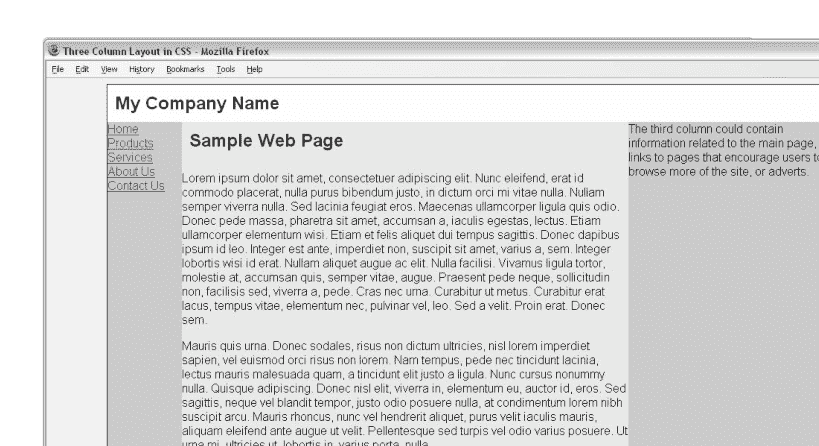 Three Column Layout in CSS - Mozilla Firefox
File Edit View History Bookmarks Tools Help
My Company Name
Home
Products
Services
About Us
Contact Us
Sample Web Page
Lorem ipsum dolor sit amet, consectetuer adipiscing elit. Nunc eleifend, erat id
commodo placerat, nulla purus bibendum justo, in dictum orci mi vitae nulla. Nullam
semper viverra nulla. Sed lacinia feugiat eros. Maecenas ullamcorper ligula quis odio.
Donec pede massa, pharetra sit amet, accumsan a, iaculis egestas, lectus. Etiam
ullamcorper elementum wisi. Etiam et felis aliquet dui tempus sagittis. Donec dapibus
ipsum id leo. Integer est ante, imperdiet non, suscipit sit amet, varius a, sem. Integer
lobortis wisi id erat. Nullam aliquet augue ac elit. Nulla facilisi. Vivamus ligula tortor,
molestie at, accumsan quis, semper vitae, augue. Praesent pede neque, sollicitudin
non, facilisis sed, viverra a, pede. Cras nec urna. Curabitur ut metus. Curabitur erat
lacus, tempus vitae, elementum nec, pulvinar vel, leo. Sed a velit. Proin erat. Donec
sem.
Mauris quis urna. Donec sodales, risus non dictum ultricies, nisl lorem imperdiet
sapien, vel euismod orci risus non lorem. Nam tempus, pede nec tincidunt lacinia,
lectus mauris malesuada quam, a tincidunt elit justo a ligula. Nunc cursus nonummy
nulla. Quisque adipiscing. Donec nisl elit, viverra in, elementum eu, auctor id, eros. Sed
sagittis, neque vel blandit tempor, justo odio posuere nulla, at condimentum lorem nibh
suscipit arcu. Mauris rhoncus, nunc vel hendrerit aliquet, purus velit iaculis mauris,
aliquam eleifend ante augue ut velit. Pellentesque sed turpis vel odio varius posuere. Ut
urna mi, ultricies ut, lobortis in, varius porta, nulla.
The third column could contain
information related to the main page,
links to pages that encourage users to
browse more of the site, or adverts.